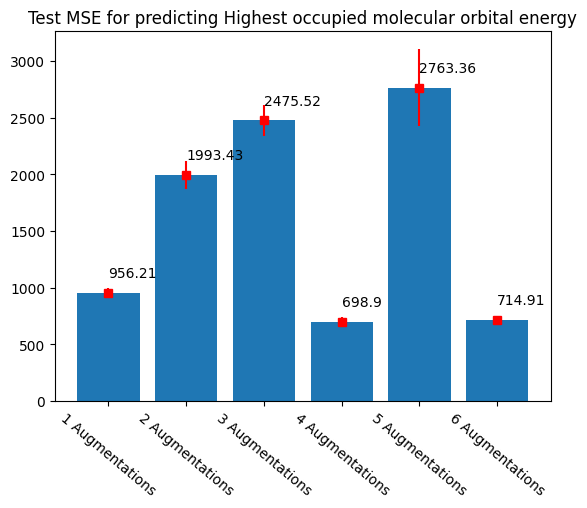 Test MSE for predicting Highest occupied molecular orbital energy
3000
2500
2000
1500
1000
500
0
956.21
1993.43
2475.52
698.9
2763.36
714.91
1 Augmentations
2 Augmentations
3 Augmentations
4 Augmentations
5 Augmentations
6 Augmentations